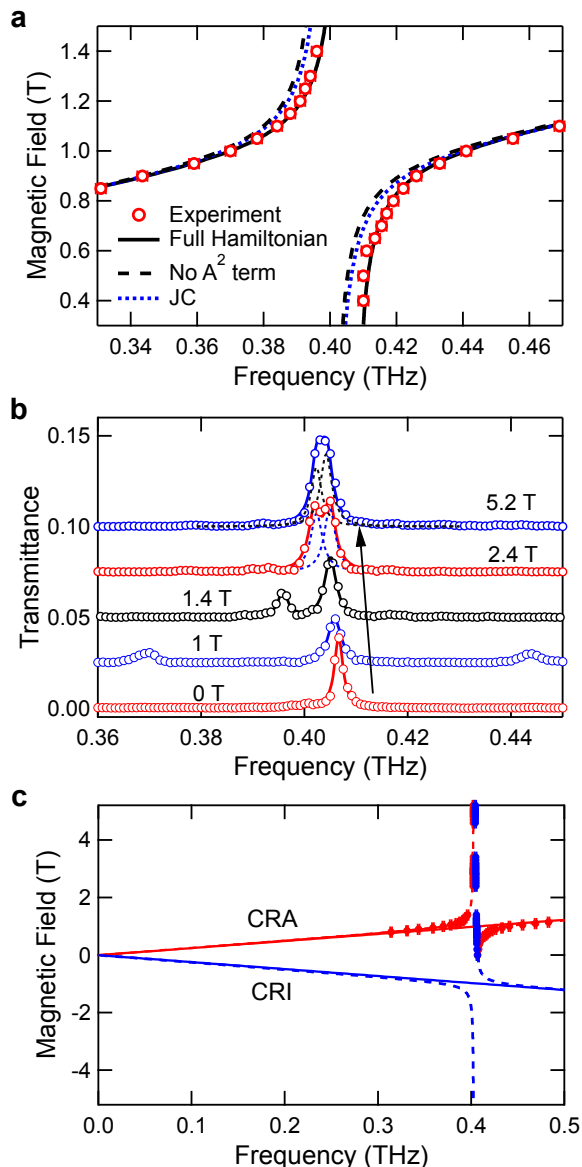 a
1.4
1.2
1.0
0.8
0.6
0.4
Magnetic Field (T)
Experiment
Full Hamiltonian
No A² term
JC
0.34 0.36 0.38 0.40 0.42 0.44 0.46
Frequency (THz)
b
0.15
0.10
0.05
0.00
Transmittance
5.2 T
2.4 T
1.4 T
1 T
0 T
0.36 0.38 0.40 0.42 0.44
Frequency (THz)
c
4
2
0
-2
-4
Magnetic Field (T)
CRA
CRI
0.0 0.1 0.2 0.3 0.4 0.5
Frequency (THz)